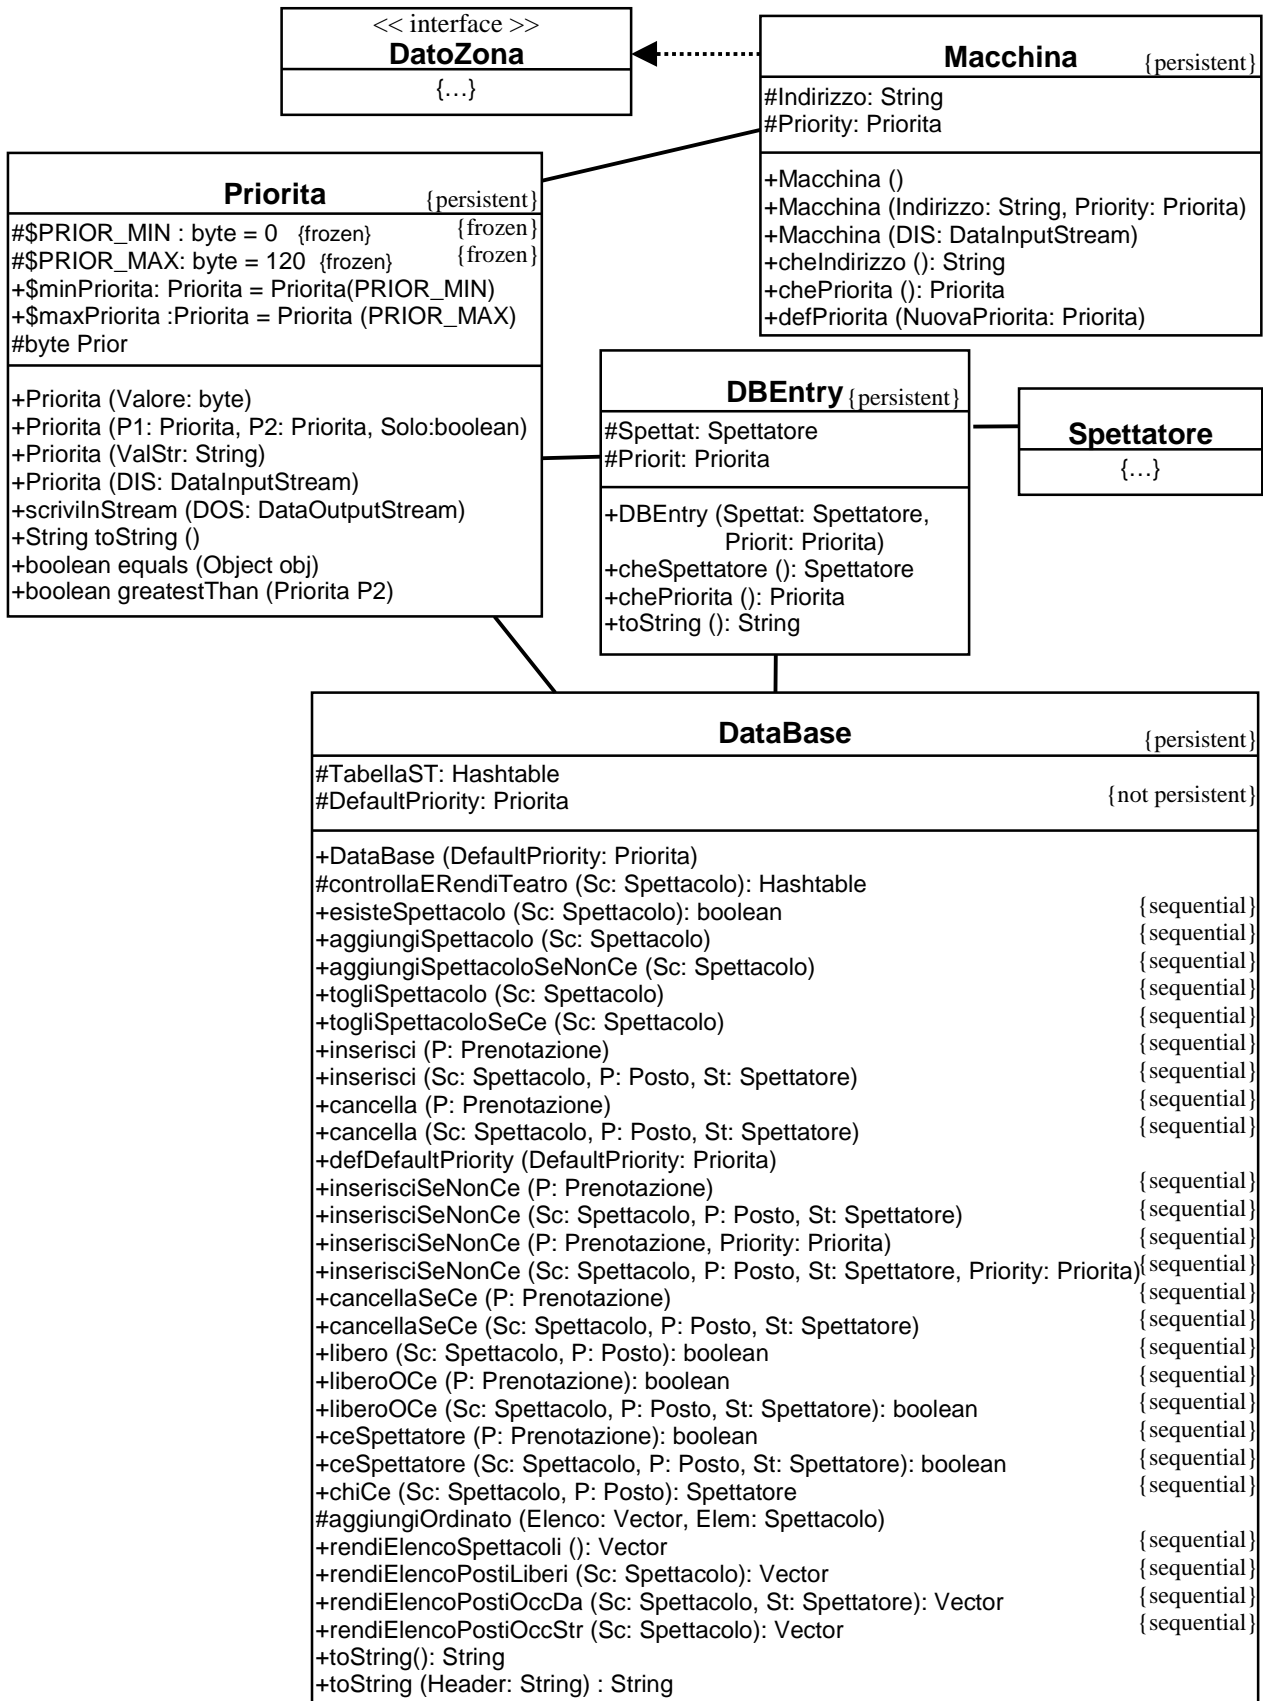 << interface >>
DatoZona
{…}
Macchina {persistent}
#Indirizzo: String
#Priority: Priorita
+Macchina ()
+Macchina (Indirizzo: String, Priority: Priorita)
+Macchina (DIS: DataInputStream)
+cheIndirizzo (): String
+chePriorita (): Priorita
+defPriorita (NuovaPriorita: Priorita)
Priorita {persistent}
#$PRIOR_MIN : byte = 0 {frozen} {frozen}
#$PRIOR_MAX: byte = 120 {frozen} {frozen}
+$minPriorita: Priorita = Priorita(PRIOR_MIN)
+$maxPriorita :Priorita = Priorita (PRIOR_MAX)
#byte Prior
+Priorita (Valore: byte)
+Priorita (P1: Priorita, P2: Priorita, Solo:boolean)
+Priorita (ValStr: String)
+Priorita (DIS: DataInputStream)
+scriviInStream (DOS: DataOutputStream)
+String toString ()
+boolean equals (Object obj)
+boolean greatestThan (Priorita P2)
DBEntry {persistent}
#Spettat: Spettatore
#Priorit: Priorita
+DBEntry (Spettat: Spettatore,
Priorit: Priorita)
+cheSpettatore (): Spettatore
+chePriorita (): Priorita
+toString (): String
Spettatore
{…}
DataBase {persistent}
#TabellaST: Hashtable
#DefaultPriority: Priorita {not persistent}
+DataBase (DefaultPriority: Priorita)
#controllaERendiTeatro (Sc: Spettacolo): Hashtable
+esisteSpettacolo (Sc: Spettacolo): boolean {sequential}
+aggiungiSpettacolo (Sc: Spettacolo) {sequential}
+aggiungiSpettacoloSeNonCe (Sc: Spettacolo) {sequential}
+togliSpettacolo (Sc: Spettacolo) {sequential}
+togliSpettacoloSeCe (Sc: Spettacolo) {sequential}
+inserisci (P: Prenotazione) {sequential}
+inserisci (Sc: Spettacolo, P: Posto, St: Spettatore) {sequential}
+cancella (P: Prenotazione) {sequential}
+cancella (Sc: Spettacolo, P: Posto, St: Spettatore) {sequential}
+defDefaultPriority (DefaultPriority: Priorita)
+inserisciSeNonCe (P: Prenotazione) {sequential}
+inserisciSeNonCe (Sc: Spettacolo, P: Posto, St: Spettatore) {sequential}
+inserisciSeNonCe (P: Prenotazione, Priority: Priorita) {sequential}
+inserisciSeNonCe (Sc: Spettacolo, P: Posto, St: Spettatore, Priority: Priorita) {sequential}
+cancellaSeCe (P: Prenotazione) {sequential}
+cancellaSeCe (Sc: Spettacolo, P: Posto, St: Spettatore) {sequential}
+libero (Sc: Spettacolo, P: Posto): boolean {sequential}
+liberoOCe (P: Prenotazione): boolean {sequential}
+liberoOCe (Sc: Spettacolo, P: Posto, St: Spettatore): boolean {sequential}
+ceSpettatore (P: Prenotazione): boolean {sequential}
+ceSpettatore (Sc: Spettacolo, P: Posto, St: Spettatore): boolean {sequential}
+chiCe (Sc: Spettacolo, P: Posto): Spettatore {sequential}
#aggiungiOrdinato (Elenco: Vector, Elem: Spettacolo)
+rendiElencoSpettacoli (): Vector {sequential}
+rendiElencoPostiLiberi (Sc: Spettacolo): Vector {sequential}
+rendiElencoPostiOccDa (Sc: Spettacolo, St: Spettatore): Vector {sequential}
+rendiElencoPostiOccStr (Sc: Spettacolo): Vector {sequential}
+toString(): String
+toString (Header: String) : String